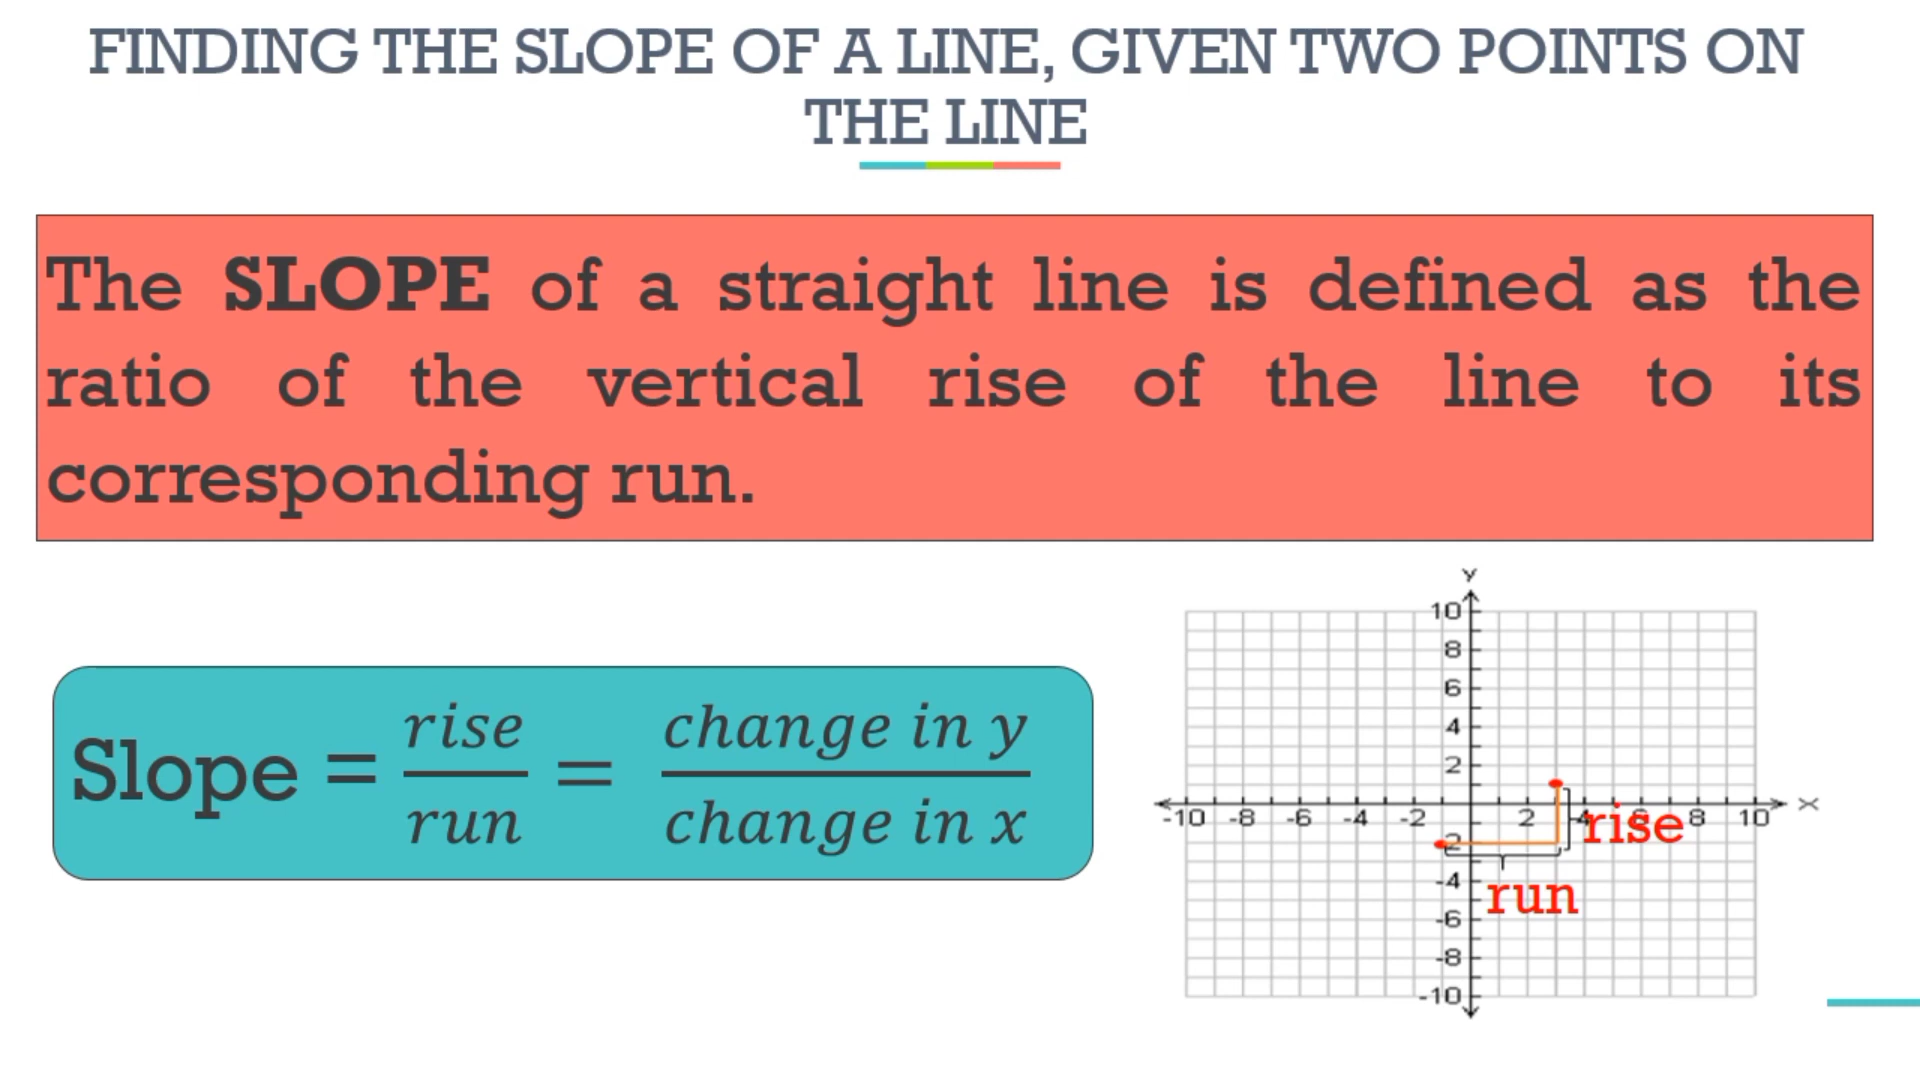 FINDING THE SLOPE OF A LINE, GIVEN TWO POINTS ON
THE LINE
The SLOPE of a straight line is defined as the
ratio of the vertical rise of the line to its
corresponding run.
Slope = rise/run = change in y/change in x
Y
10
8
6
4
2
-10 -8 -6 -4 -2 2 4 6 8 10 X
rise
-2
-4
run
-6
-8
-10